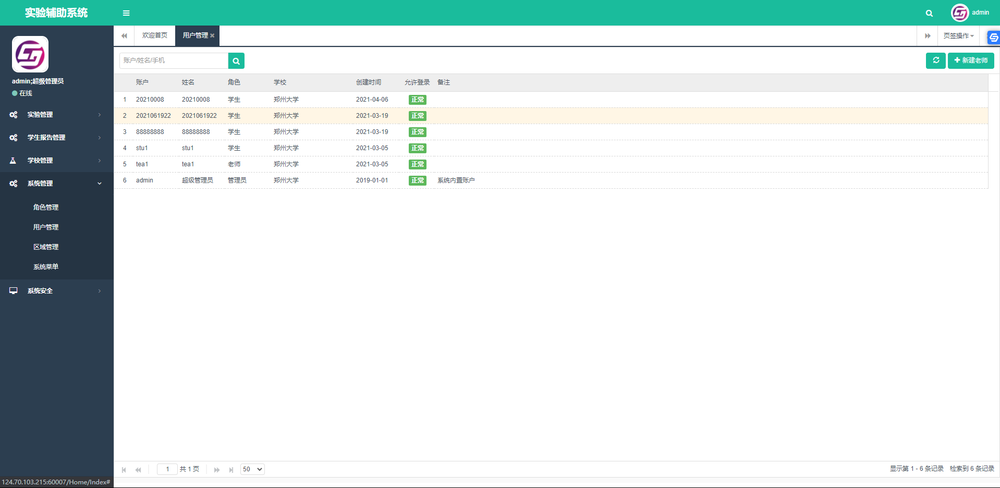 实验辅助系统
admin
admin;超级管理员
在线
实验管理
学生报告管理
学校管理
系统管理
角色管理
用户管理
区域管理
系统菜单
系统安全
欢迎首页 用户管理 页签操作
账户/姓名/手机
新建老师
账户 姓名 角色 学校 创建时间 允许登录 备注
1 20210008 20210008 学生 郑州大学 2021-04-06 正常
2 2021061922 2021061922 学生 郑州大学 2021-03-19 正常
3 88888888 88888888 学生 郑州大学 2021-03-19 正常
4 stu1 stu1 学生 郑州大学 2021-03-05 正常
5 tea1 tea1 老师 郑州大学 2021-03-05 正常
6 admin 超级管理员 管理员 郑州大学 2019-01-01 正常 系统内置账户
1 共 1 页 50 显示第 1 - 6 条记录 检索到 6 条记录
124.70.103.215:60007/Home/Index#